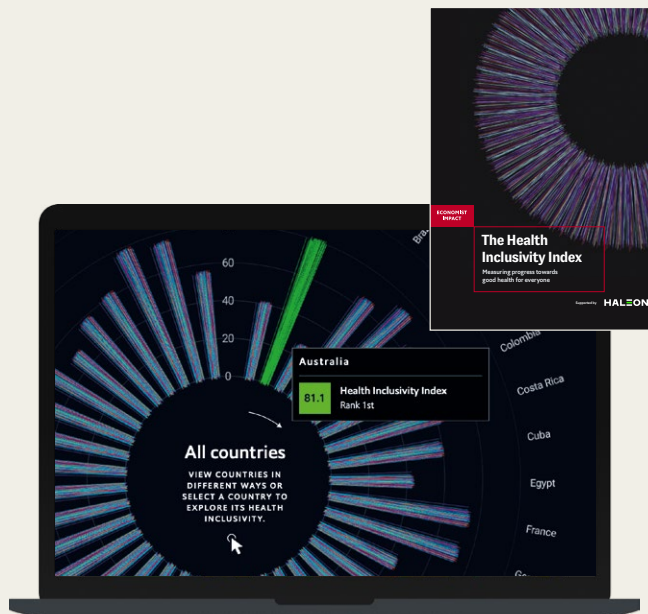 ECONOMIST
IMPACT
The Health
Inclusivity Index
Measuring progress towards
good health for everyone
Supported by HALEON
60
40
20
0
Australia
81.1
Health Inclusivity Index
Rank 1st
All countries
VIEW COUNTRIES IN
DIFFERENT WAYS OR
SELECT A COUNTRY TO
EXPLORE ITS HEALTH
INCLUSIVITY.
Bra
Colombia
Costa Rica
Cuba
Egypt
France